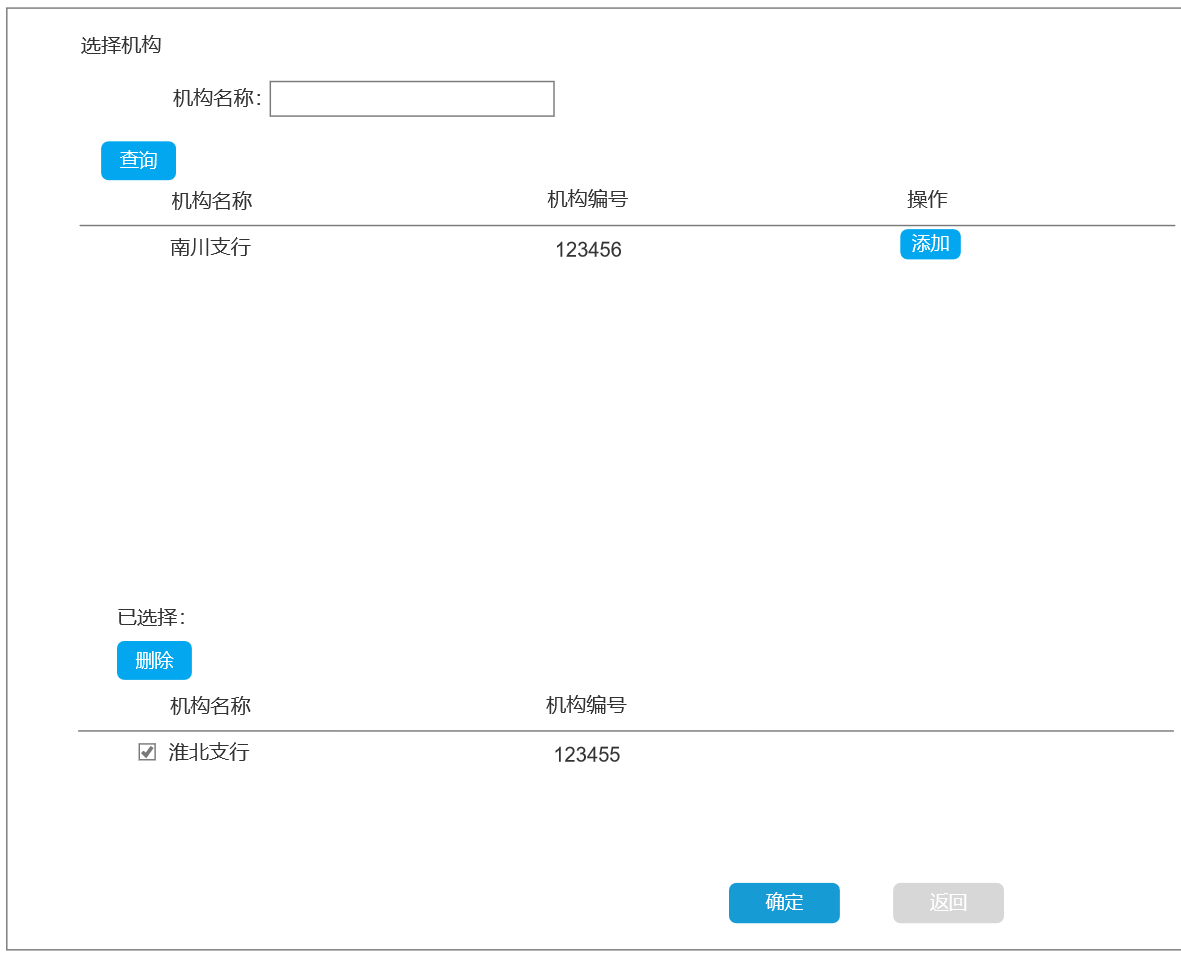 选择机构
机构名称：
查询
机构名称 机构编号 操作
南川支行 123456 添加
已选择：
删除
机构名称 机构编号
淮北支行 123455
确定 返回